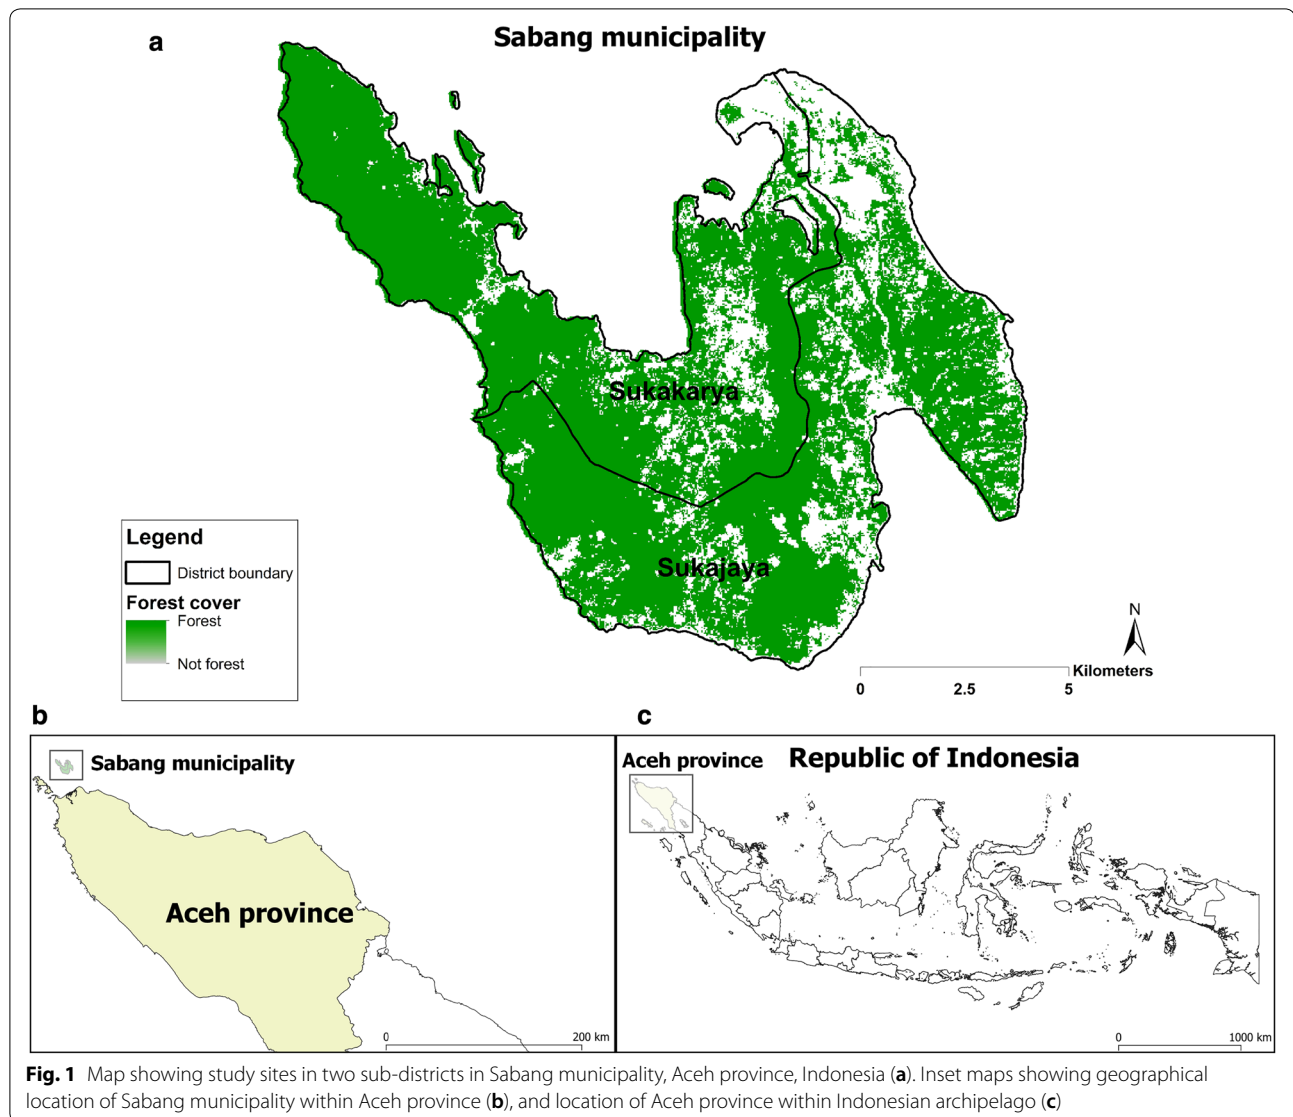 a
Sabang municipality
Sukakarya
Sukajaya
Legend
District boundary
Forest cover
Forest
Not forest
N
Kilometers
0 2.5 5
b
Sabang municipality
Aceh province
0 200 km
c
Aceh province
Republic of Indonesia
0 1000 km
Fig. 1 Map showing study sites in two sub-districts in Sabang municipality, Aceh province, Indonesia (a). Inset maps showing geographical
location of Sabang municipality within Aceh province (b), and location of Aceh province within Indonesian archipelago (c)